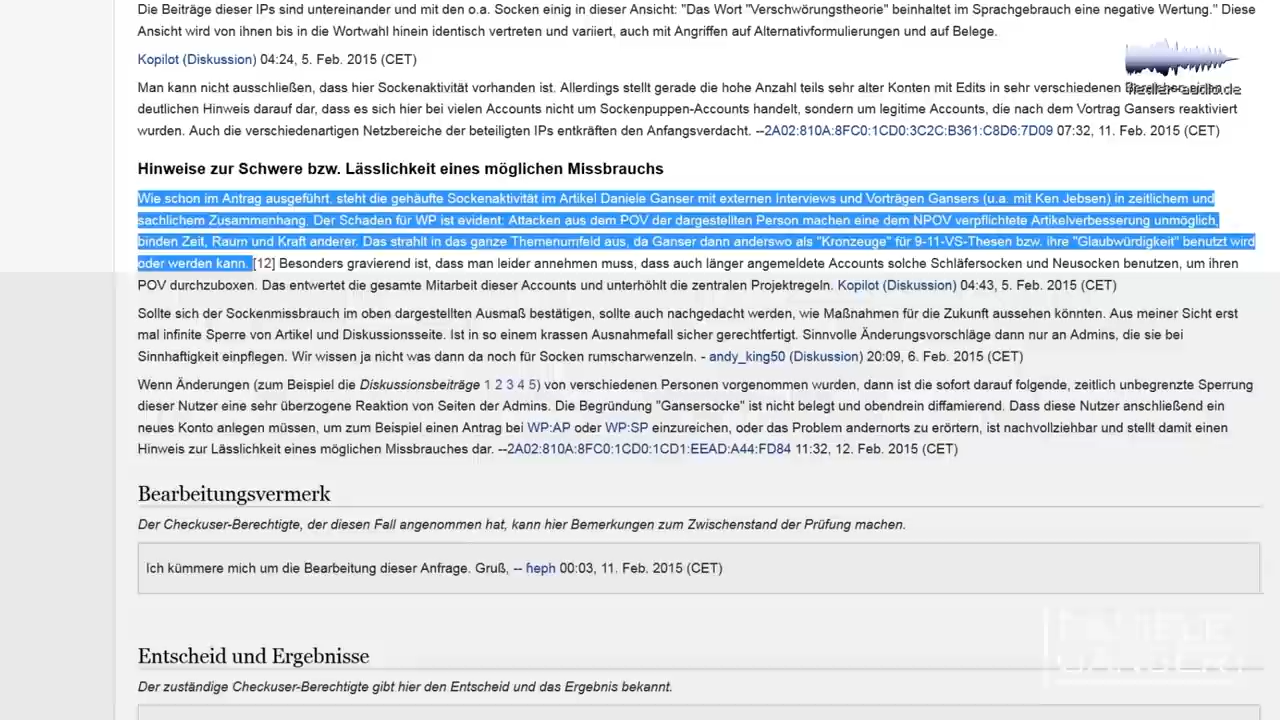 Die Beiträge dieser IPs sind untereinander und mit den o.a. Socken einig in dieser Ansicht: "Das Wort "Verschwörungstheorie" beinhaltet im Sprachgebrauch eine negative Wertung." Diese
Ansicht wird von ihnen bis in die Wortwahl hinein identisch vertreten und variiert, auch mit Angriffen auf Alternativformulierungen und auf Belege.
Kopilot (Diskussion) 04:24, 5. Feb. 2015 (CET)
Man kann nicht ausschließen, dass hier Sockenaktivität vorhanden ist. Allerdings stellt gerade die hohe Anzahl teils sehr alter Konten mit Edits in sehr verschiedenen
deutlichen Hinweis darauf dar, dass es sich hier bei vielen Accounts nicht um Sockenpuppen-Accounts handelt, sondern um legitime Accounts, die nach dem Vortrag Gansers reaktiviert
wurden. Auch die verschiedenartigen Netzbereiche der beteiligten IPs entkräften den Anfangsverdacht. --2A02:810A:8FC0:1CD0:3C2C:B361:C8D6:7D09 07:32, 11. Feb. 2015 (CET)
Hinweise zur Schwere bzw. Lässlichkeit eines möglichen Missbrauchs
Wie schon im Antrag ausgeführt, steht die gehäufte Sockenaktivität im Artikel Daniele Ganser mit externen Interviews und Vorträgen Gansers (u.a. mit Ken Jebsen) in zeitlichem und
sachlichem Zusammenhang. Der Schaden für WP ist evident: Attacken aus dem POV der dargestellten Person machen eine dem NPOV verpflichtete Artikelverbesserung unmöglich,
binden Zeit, Raum und Kraft anderer. Das strahlt in das ganze Themenumfeld aus, da Ganser dann anderswo als "Kronzeuge" für 9-11-VS-Thesen bzw. ihre "Glaubwürdigkeit" benutzt wird
oder werden kann. [12] Besonders gravierend ist, dass man leider annehmen muss, dass auch länger angemeldete Accounts solche Schläfersocken und Neusocken benutzen, um ihren
POV durchzuboxen. Das entwertet die gesamte Mitarbeit dieser Accounts und unterhöhlt die zentralen Projektregeln. Kopilot (Diskussion) 04:43, 5. Feb. 2015 (CET)
Sollte sich der Sockenmissbrauch im oben dargestellten Ausmaß bestätigen, sollte auch nachgedacht werden, wie Maßnahmen für die Zukunft aussehen könnten. Aus meiner Sicht erst
mal infinite Sperre von Artikel und Diskussionsseite. Ist in so einem krassen Ausnahmefall sicher gerechtfertigt. Sinnvolle Änderungsvorschläge dann nur an Admins, die sie bei
Sinnhaftigkeit einpflegen. Wir wissen ja nicht was dann da noch für Socken rumscharwenzeln. - andy_king50 (Diskussion) 20:09, 6. Feb. 2015 (CET)
Wenn Änderungen (zum Beispiel die Diskussionsbeiträge 1 2 3 4 5) von verschiedenen Personen vorgenommen wurden, dann ist die sofort darauf folgende, zeitlich unbegrenzte Sperrung
dieser Nutzer eine sehr überzogene Reaktion von Seiten der Admins. Die Begründung "Gansersocke" ist nicht belegt und obendrein diffamierend. Dass diese Nutzer anschließend ein
neues Konto anlegen müssen, um zum Beispiel einen Antrag bei WP:AP oder WP:SP einzureichen, oder das Problem andernorts zu erörtern, ist nachvollziehbar und stellt damit einen
Hinweis zur Lässlichkeit eines möglichen Missbrauches dar. --2A02:810A:8FC0:1CD0:1CD1:EEAD:A44:FD84 11:32, 12. Feb. 2015 (CET)
Bearbeitungsvermerk
Der Checkuser-Berechtigte, der diesen Fall angenommen hat, kann hier Bemerkungen zum Zwischenstand der Prüfung machen.
Ich kümmere mich um die Bearbeitung dieser Anfrage. Gruß, -- ħeph 00:03, 11. Feb. 2015 (CET)
DANIELE
GANSER
Entscheid und Ergebnisse
Der zuständige Checkuser-Berechtigte gibt hier den Entscheid und das Ergebnis bekannt.